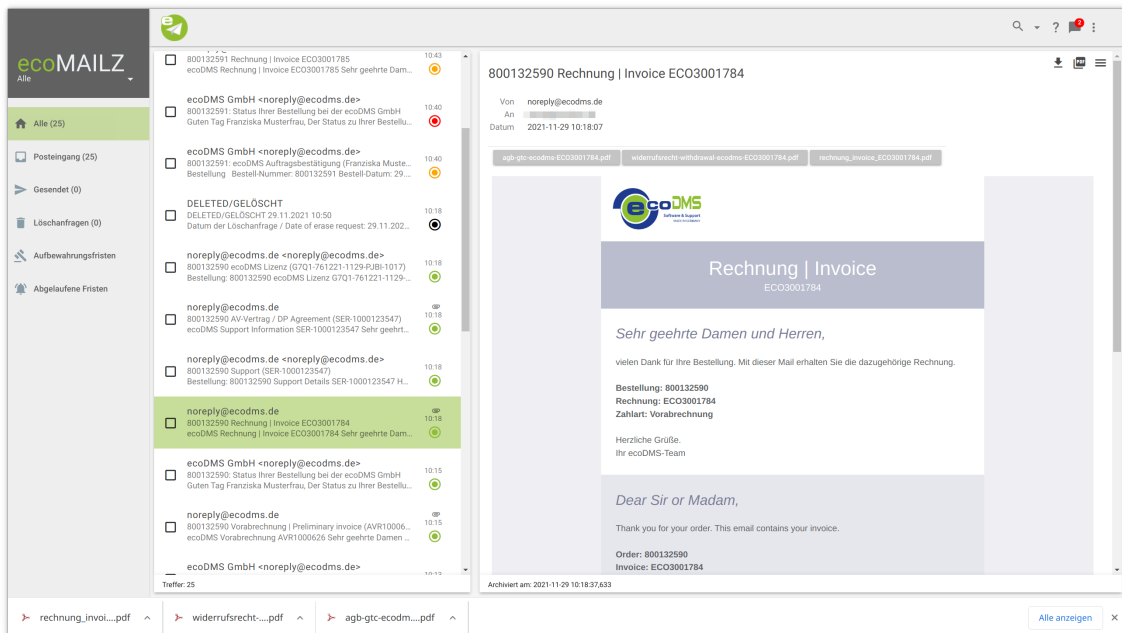 ecoMAILZ
Alle
Alle (25)
Posteingang (25)
Gesendet (0)
Löschanfragen (0)
Aufbewahrungsfristen
Abgelaufene Fristen
e
?
2
10:43
800132591 Rechnung | Invoice ECO3001785
ecoDMS Rechnung | Invoice ECO3001785 Sehr geehrte Dam...
ecoDMS GmbH <noreply@ecodms.de>
10:40
800132591: Status Ihrer Bestellung bei der ecoDMS GmbH
Guten Tag Franziska Musterfrau, Der Status zu Ihrer Bestellu...
ecoDMS GmbH <noreply@ecodms.de>
10:40
800132591: ecoDMS Auftragsbestätigung (Franziska Muste...
Bestellung Bestell-Nummer: 800132591 Bestell-Datum: 29....
DELETED/GELÖSCHT
10:18
DELETED/GELÖSCHT 29.11.2021 10:50
Datum der Löschanfrage / Date of erase request: 29.11.202...
noreply@ecodms.de <noreply@ecodms.de>
10:18
800132590 ecoDMS Lizenz (G7Q1-761221-1129-PJBI-1017)
Bestellung: 800132590 ecoDMS Lizenz G7Q1-761221-1129-...
noreply@ecodms.de
10:18
800132590 AV-Vertrag / DP Agreement (SER-1000123547)
ecoDMS Support Information SER-1000123547 Sehr geehrt...
noreply@ecodms.de <noreply@ecodms.de>
10:18
800132590 Support (SER-1000123547)
Bestellung: 800132590 Support Details SER-1000123547 H...
noreply@ecodms.de
10:18
800132590 Rechnung | Invoice ECO3001784
ecoDMS Rechnung | Invoice ECO3001784 Sehr geehrte Dam...
ecoDMS GmbH <noreply@ecodms.de>
10:15
800132590: Status Ihrer Bestellung bei der ecoDMS GmbH
Guten Tag Franziska Musterfrau, Der Status zu Ihrer Bestellu...
noreply@ecodms.de
10:15
800132590 Vorabrechnung | Preliminary invoice (AVR10006...
ecoDMS Vorabrechnung AVR1000626 Sehr geehrte Damen ...
ecoDMS GmbH <noreply@ecodms.de>
10:13
Treffer: 25
800132590 Rechnung | Invoice ECO3001784
PDF
Von noreply@ecodms.de
An
Datum 2021-11-29 10:18:07
agb-gtc-ecodms-ECO3001784.pdf widerrufsrecht-withdrawal-ecodms-ECO3001784.pdf rechnung_invoice_ECO3001784.pdf
ecoDMS
Software & Support
Rechnung | Invoice
ECO3001784
Sehr geehrte Damen und Herren,
vielen Dank für Ihre Bestellung. Mit dieser Mail erhalten Sie die dazugehörige Rechnung.
Bestellung: 800132590
Rechnung: ECO3001784
Zahlart: Vorabrechnung
Herzliche Grüße.
Ihr ecoDMS-Team
Dear Sir or Madam,
Thank you for your order. This email contains your invoice.
Order: 800132590
Invoice: ECO3001784
Archiviert am: 2021-11-29 10:18:37,633
rechnung_invoi....pdf widerrufsrecht-....pdf agb-gtc-ecodm....pdf Alle anzeigen